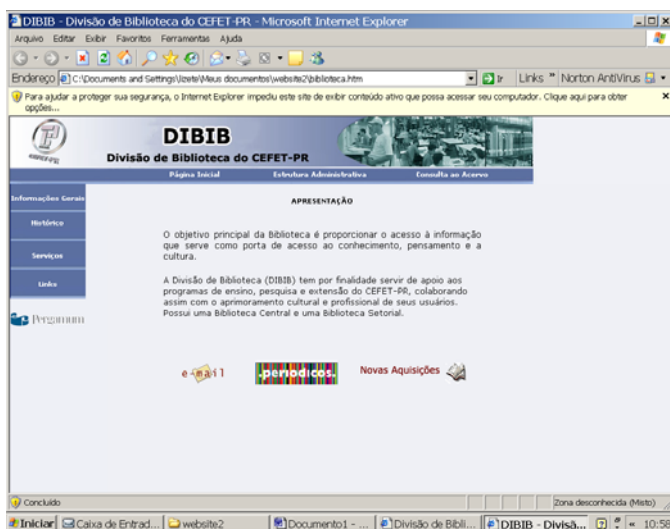 DIBIB - Divisão de Biblioteca do CEFET-PR - Microsoft Internet Explorer
Arquivo Editar Exibir Favoritos Ferramentas Ajuda
Endereço C:\Documents and Settings\lizete\Meus documentos\website2\biblioteca.htm Ir Links » Norton AntiVirus
Para ajudar a proteger sua segurança, o Internet Explorer impediu este site de exibir conteúdo ativo que possa acessar seu computador. Clique aqui para obter
opções...
CEFET-PR
DIBIB
Divisão de Biblioteca do CEFET-PR
Página Inicial Estrutura Administrativa Consulta ao Acervo
Informações Gerais
Histórico
Serviços
Links
Pergamum
APRESENTAÇÃO
O objetivo principal da Biblioteca é proporcionar o acesso à informação
que serve como porta de acesso ao conhecimento, pensamento e a
cultura.
A Divisão de Biblioteca (DIBIB) tem por finalidade servir de apoio aos
programas de ensino, pesquisa e extensão do CEFET-PR, colaborando
assim com o aprimoramento cultural e profissional de seus usuários.
Possui uma Biblioteca Central e uma Biblioteca Setorial.
e-mail .periodicos. Novas Aquisições
Concluído Zona desconhecida (Misto)
Iniciar Caixa de Entrad... website2 Documento1 - ... Divisão de Bibli... DIBIB - Divisã... « 10:55